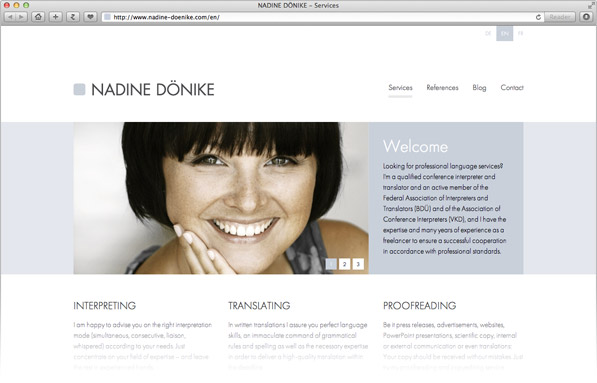 NADINE DÖNIKE – Services
http://www.nadine-doenike.com/en/
Reader
DE EN FR
NADINE DÖNIKE
Services References Blog Contact
Welcome
Looking for professional language services?
I'm a qualified conference interpreter and
translator and an active member of the
Federal Association of Interpreters and
Translators (BDÜ) and of the Association of
Conference Interpreters (VKD), and I have the
expertise and many years of experience as a
freelancer to ensure a successful cooperation
in accordance with professional standards.
1 2 3
INTERPRETING
I am happy to advise you on the right interpretation
mode (simultaneous, consecutive, liaison,
whispered) according to your needs. Just
concentrate on your field of expertise – and leave
TRANSLATING
In written translations I assure you perfect language
skills, an immaculate command of grammatical
rules and spelling as well as the necessary expertise
in order to deliver a high-quality translation within
PROOFREADING
Be it press releases, advertisements, websites,
PowerPoint presentations, scientific copy, internal
or external communication or even translations:
Your copy should be received without mistakes. Just